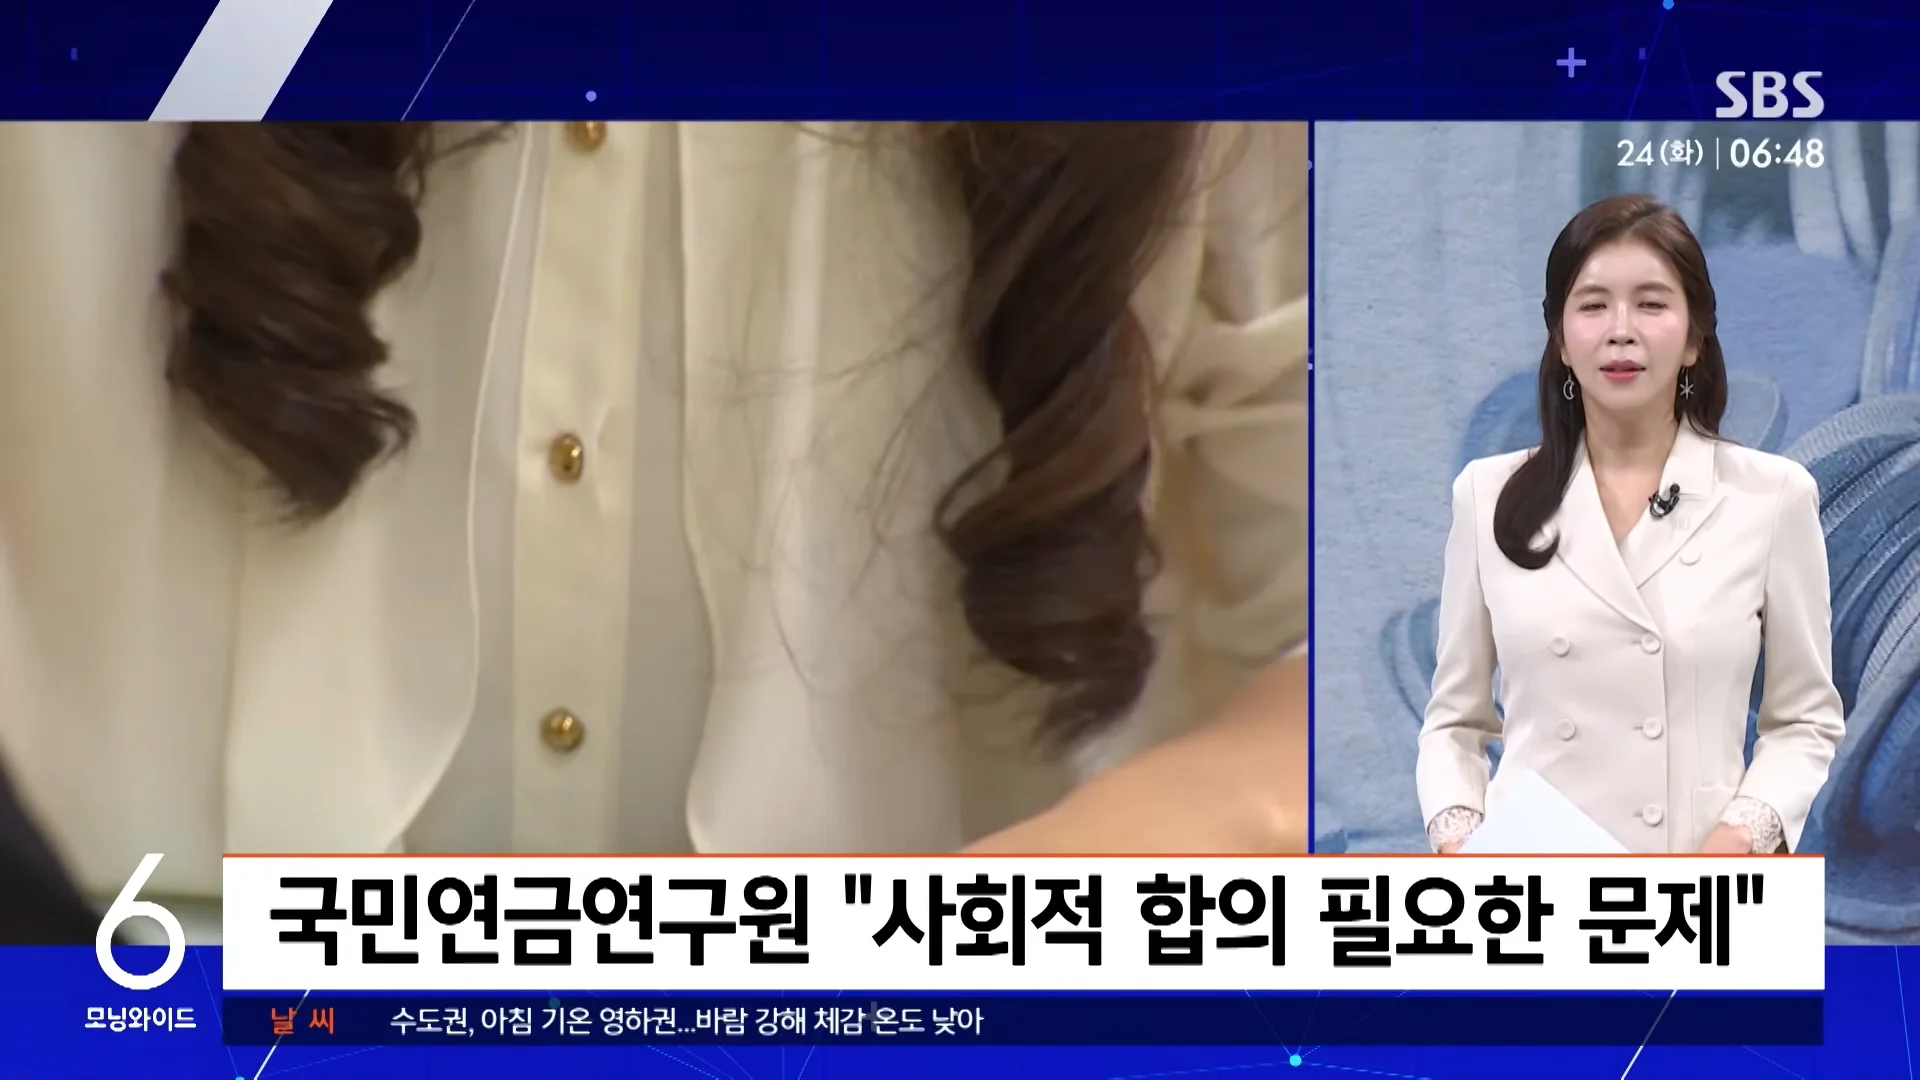 SBS
24(화) | 06:48
국민연금연구원 "사회적 합의 필요한 문제"
6
모닝와이드
날씨 수도권, 아침 기온 영하권...바람 강해 체감 온도 낮아